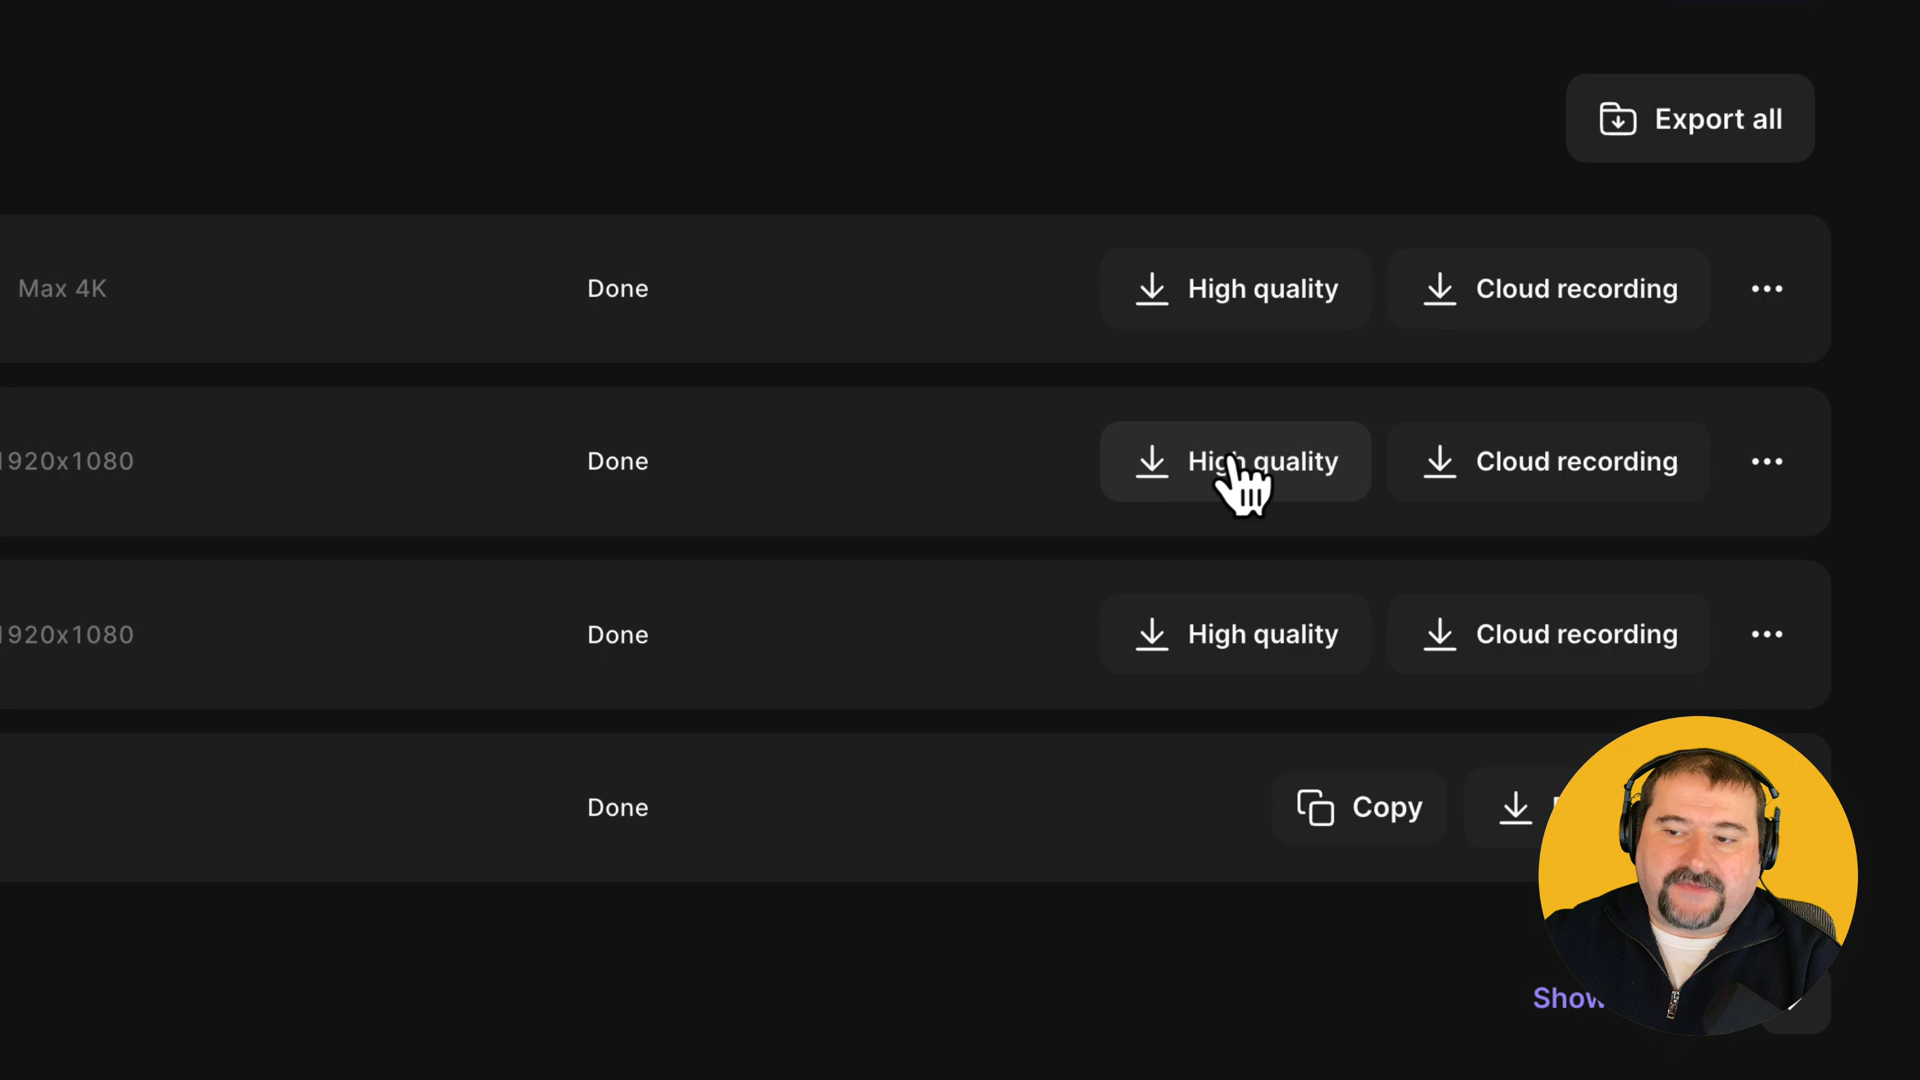 Export all
Max 4K Done High quality Cloud recording
1920x1080 Done High quality Cloud recording
1920x1080 Done High quality Cloud recording
Done Copy
Show